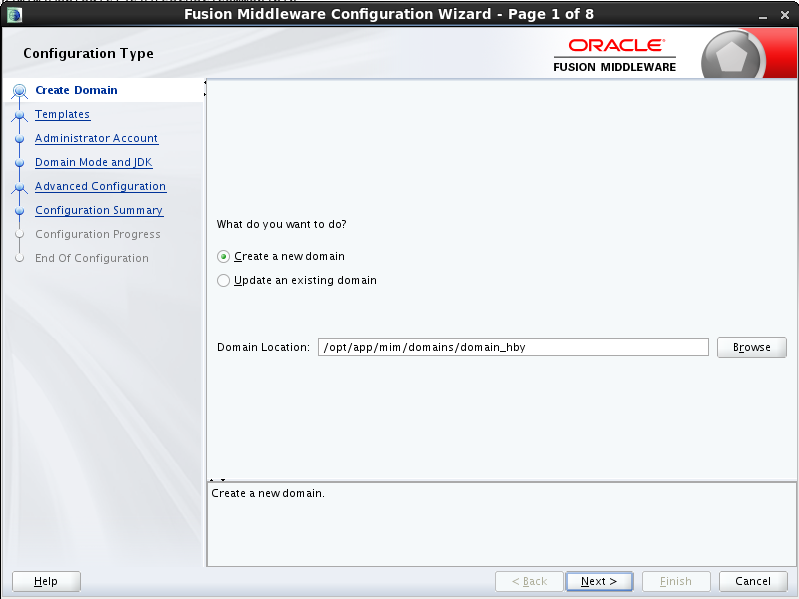 Fusion Middleware Configuration Wizard - Page 1 of 8
Configuration Type
ORACLE
FUSION MIDDLEWARE
Create Domain
Templates
Administrator Account
Domain Mode and JDK
Advanced Configuration
Configuration Summary
Configuration Progress
End Of Configuration
What do you want to do?
Create a new domain
Update an existing domain
Domain Location: /opt/app/mim/domains/domain_hby Browse
Create a new domain.
Help < Back Next > Finish Cancel